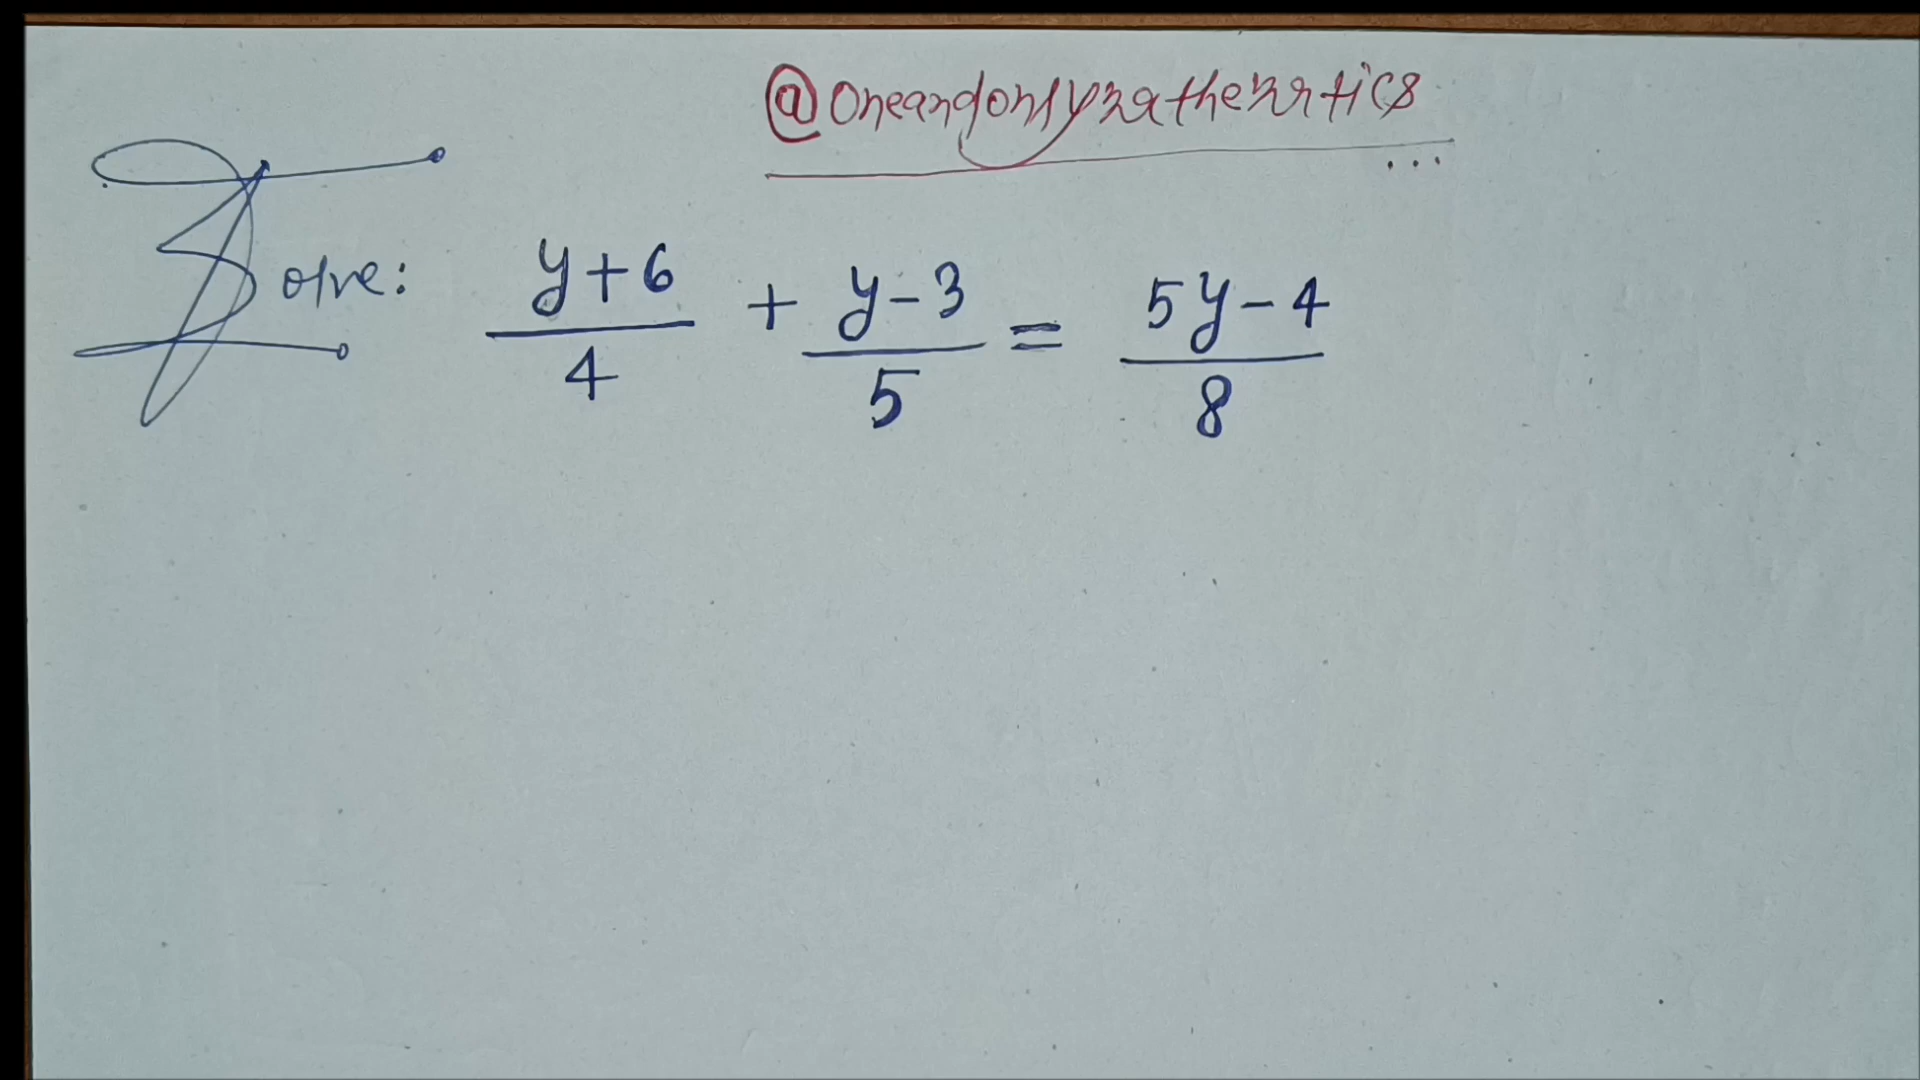 @Oneandonlymathematics
...
Solve: y+6/4 + y-3/5 = 5y-4/8